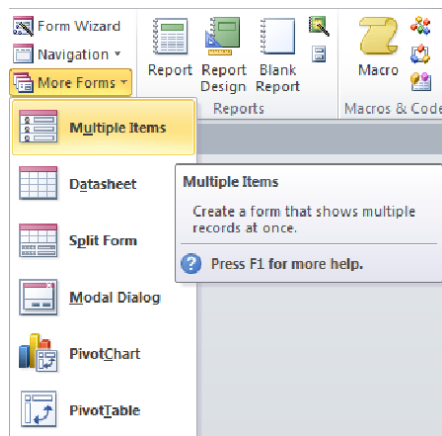 Form Wizard
Navigation
More Forms
Report
Report Design
Blank Report
Macro
Reports
Macros & Code
Multiple Items
Datasheet
Split Form
Modal Dialog
PivotChart
PivotTable
Multiple Items
Create a form that shows multiple
records at once.
Press F1 for more help.